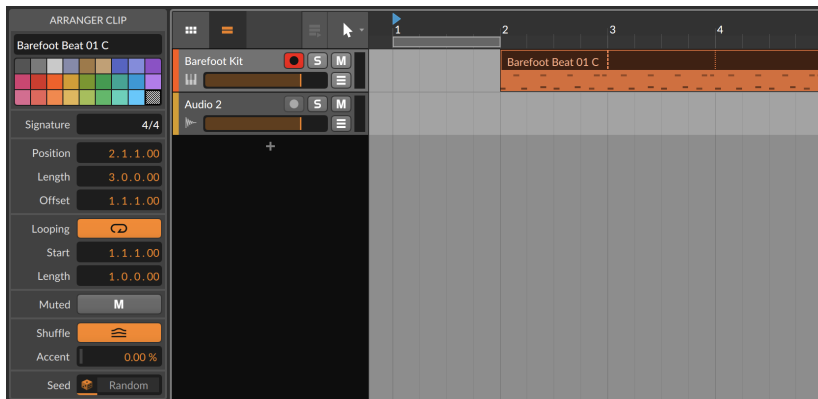 ARRANGER CLIP
Barefoot Beat 01 C
Signature 4/4
Position 2.1.1.00
Length 3.0.0.00
Offset 1.1.1.00
Looping
Start 1.1.1.00
Length 1.0.0.00
Muted M
Shuffle
Accent 0.00 %
Seed Random
1 2 3 4
Barefoot Kit S M
Barefoot Beat 01 C
Audio 2 S M
+